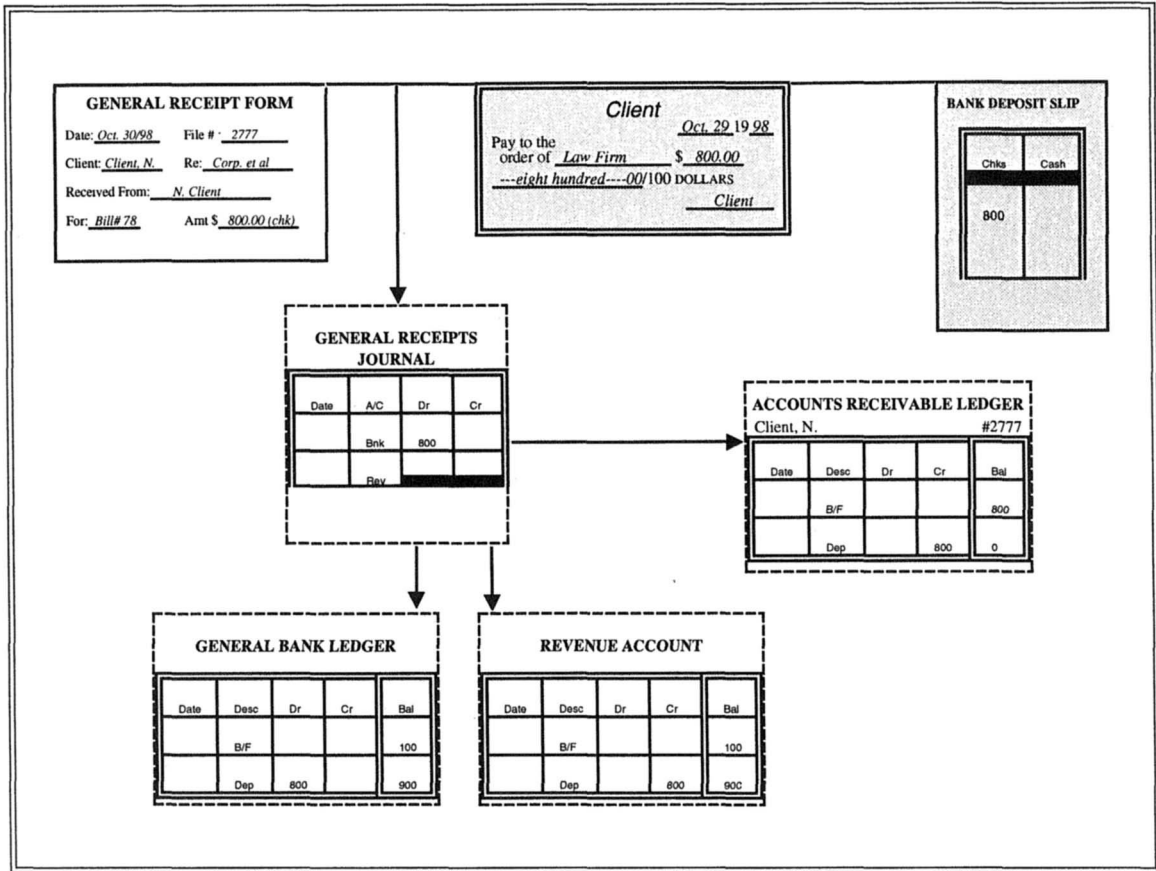 GENERAL RECEIPT FORM
Date: Oct. 30/98 File # 2777
Client: Client, N. Re: Corp. et al
Received From: N. Client
For: Bill# 78 Amt $ 800.00 (chk)
Client
Oct. 29 19 98
Pay to the
order of Law Firm $ 800.00
---eight hundred----00/100 DOLLARS
Client
BANK DEPOSIT SLIP
Chks Cash
800
GENERAL RECEIPTS
JOURNAL
Date A/C Dr Cr
Bnk 800
Rev
ACCOUNTS RECEIVABLE LEDGER
Client, N. #2777
Date Desc Dr Cr Bal
B/F 800
Dep 800 0
GENERAL BANK LEDGER
Date Desc Dr Cr Bal
B/F 100
Dep 800 900
REVENUE ACCOUNT
Date Desc Dr Cr Bal
B/F 100
Dep 800 900